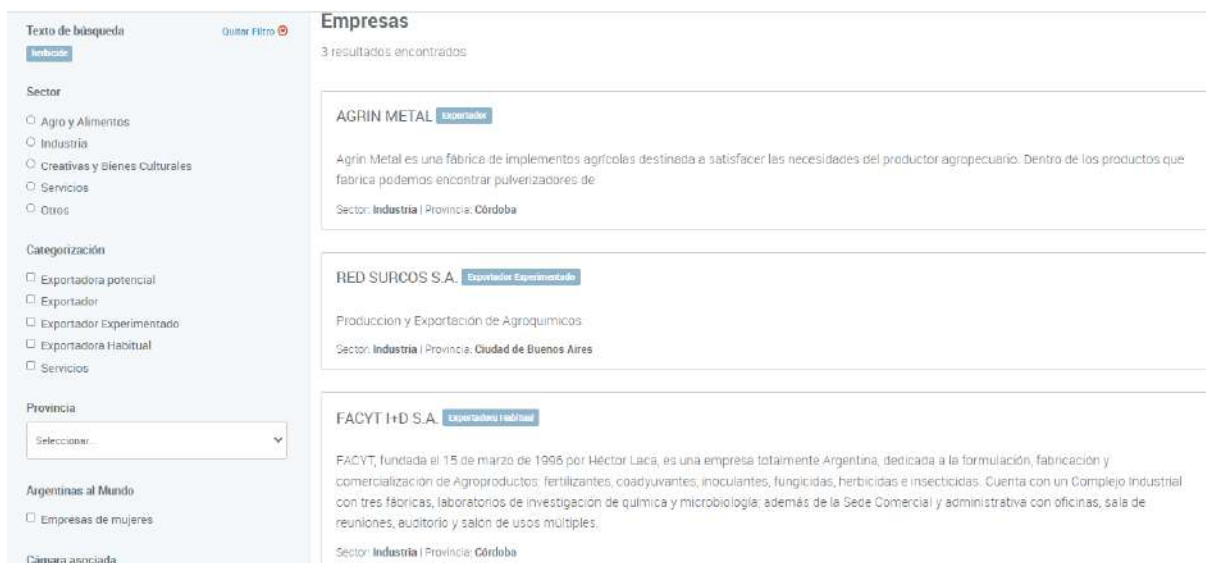 Texto de búsqueda
Quitar Filtro
herbicide
Sector
Agro y Alimentos
Industria
Creativas y Bienes Culturales
Servicios
Otros
Categorización
Exportadora potencial
Exportador
Exportador Experimentado
Exportadora Habitual
Servicios
Provincia
Seleccionar...
Argentinas al Mundo
Empresas de mujeres
Cámara asociada
Empresas
3 resultados encontrados
AGRIN METAL Exportador
Agrin Metal es una fábrica de implementos agrícolas destinada a satisfacer las necesidades del productor agropecuario. Dentro de los productos que
fabrica podemos encontrar pulverizadores de
Sector: Industria | Provincia: Córdoba
RED SURCOS S.A. Exportador Experimentado
Produccion y Exportación de Agroquimicos.
Sector: Industria | Provincia: Ciudad de Buenos Aires
FACYT I+D S.A. Exportadora Habitual
FACYT, fundada el 15 de marzo de 1996 por Héctor Laca, es una empresa totalmente Argentina, dedicada a la formulación, fabricación y
comercialización de Agroproductos: fertilizantes, coadyuvantes, inoculantes, fungicidas, herbicidas e insecticidas. Cuenta con un Complejo Industrial
con tres fábricas, laboratorios de investigación de química y microbiología; además de la Sede Comercial y administrativa con oficinas, sala de
reuniones, auditorio y salón de usos múltiples.
Sector: Industria | Provincia: Córdoba